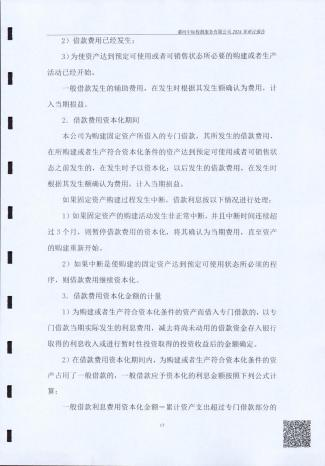 检测服务有限公司 2024 年审计报告
2）借款费用已经发生；
3）为使资产达到预定可使用或者可销售状态所必要的购建或者生产
活动已经开始。
一般借款发生的辅助费用，在发生时根据其发生额确认为费用，计
入当期损益。
2．借款费用资本化期间
本公司为购建固定资产所借入的专门借款，其所发生的借款费用，
在所购建或者生产符合资本化条件的资产达到预定可使用或者可销售状
态之前发生的，在发生时予以资本化；以后发生的借款费用，在发生时
根据其发生额确认为费用，计入当期损益。
如果固定资产购建过程发生中断，借款利息按以下情况进行处理：
1）如果固定资产的购建活动发生非正常中断，并且中断时间连续超
过 3 个月，则暂停借款费用的资本化，将其确认为当期费用，直至资产
的购建重新开始。
2）如果中断是使购建的固定资产达到预定可使用状态所必须的程
序，则借款费用继续资本化。
3．借款费用资本化金额的计量
1）为购建或者生产符合资本化条件的资产而借入专门借款的，以专
门借款当期实际发生的利息费用，减去将尚未动用的借款资金存入银行
取得的利息收入或进行暂时性投资取得的投资收益后的金额确定。
2）在借款费用资本化期间内，为购建或者生产符合资本化条件的资
产占用了一般借款的，一般借款应予资本化的利息金额按照下列公式计
算：
一般借款利息费用资本化金额＝累计资产支出超过专门借款部分的